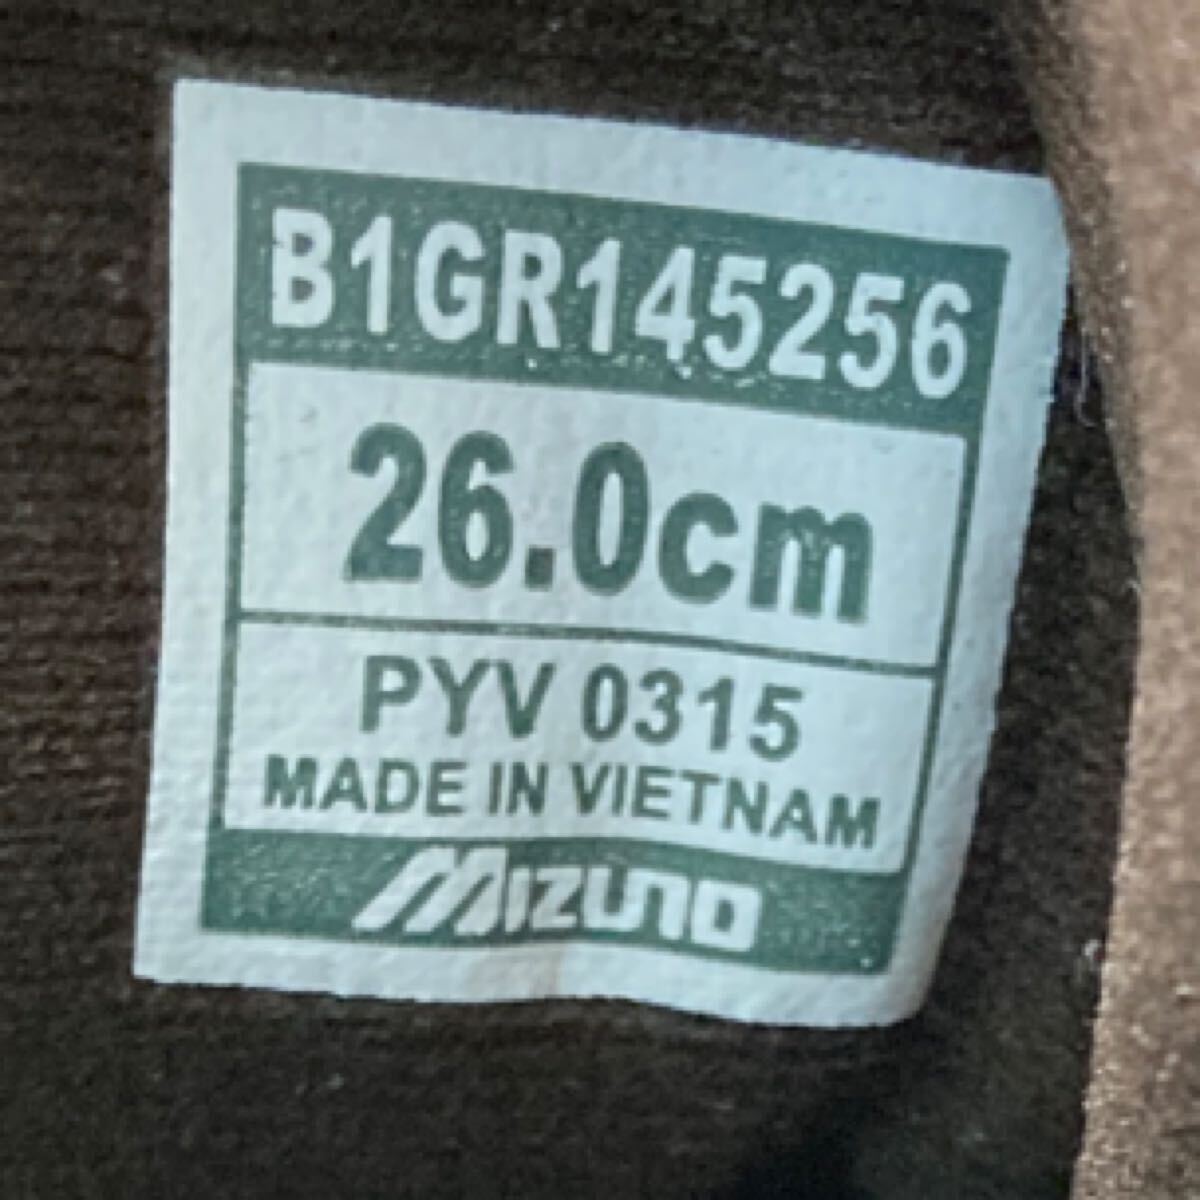 B1GR145256
26.0cm
PYV 0315
MADE IN VIETNAM
MIZUNO